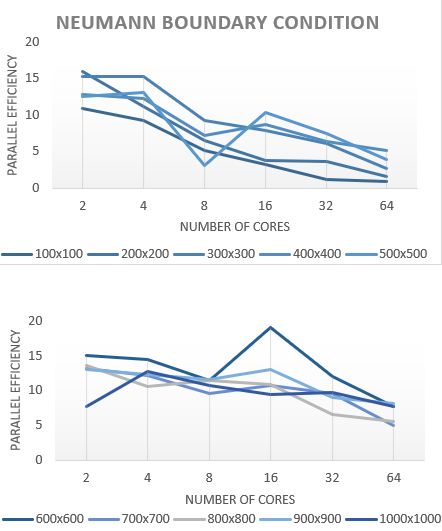 NEUMANN BOUNDARY CONDITION
20
15
10
5
0
PARALLEL EFFICIENCY
2 4 8 16 32 64
NUMBER OF CORES
100x100 200x200 300x300 400x400 500x500
20
15
10
5
0
PARALLEL EFFICIENCY
2 4 8 16 32 64
NUMBER OF CORES
600x600 700x700 800x800 900x900 1000x1000